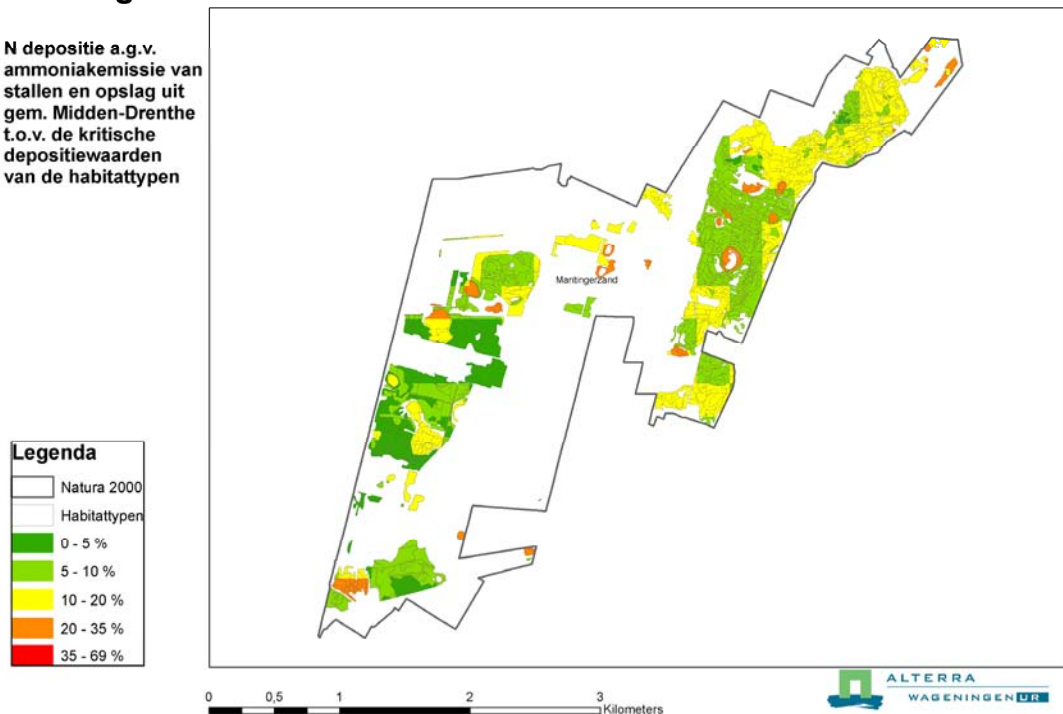 N depositie a.g.v.
ammoniakemissie van
stallen en opslag uit
gem. Midden-Drenthe
t.o.v. de kritische
depositiewaarden
van de habitattypen
Mantingerzand
Legenda
Natura 2000
Habitattypen
0 - 5 %
5 - 10 %
10 - 20 %
20 - 35 %
35 - 69 %
0 0,5 1 2 3
Kilometers
ALTERRA
WAGENINGEN UR